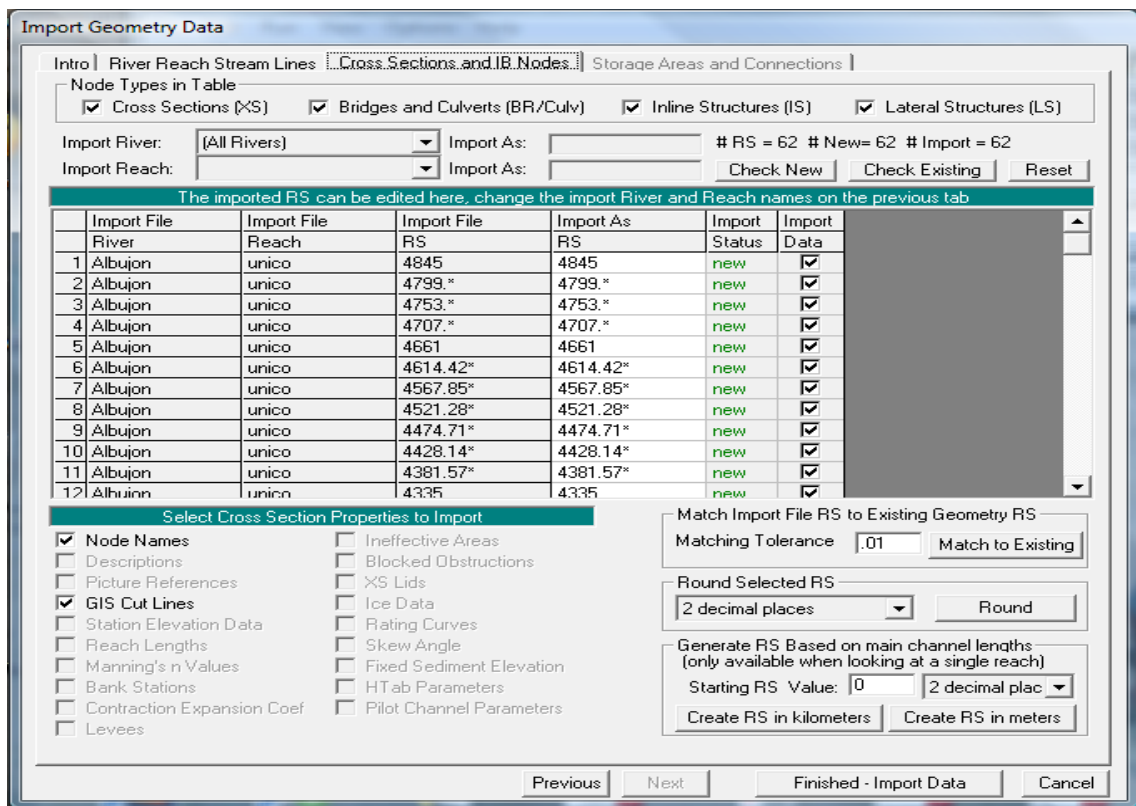 Import Geometry Data
Intro River Reach Stream Lines Cross Sections and IB Nodes Storage Areas and Connections
Node Types in Table
Cross Sections (XS) Bridges and Culverts (BR/Culv) Inline Structures (IS) Lateral Structures (LS)
Import River: (All Rivers) Import As: # RS = 62 # New= 62 # Import = 62
Import Reach: Import As: Check New Check Existing Reset
The imported RS can be edited here, change the import River and Reach names on the previous tab
Import File Import File Import File Import As Import Import
River Reach RS RS Status Data
1 Albujon unico 4845 4845 new
2 Albujon unico 4799.* 4799.* new
3 Albujon unico 4753.* 4753.* new
4 Albujon unico 4707.* 4707.* new
5 Albujon unico 4661 4661 new
6 Albujon unico 4614.42* 4614.42* new
7 Albujon unico 4567.85* 4567.85* new
8 Albujon unico 4521.28* 4521.28* new
9 Albujon unico 4474.71* 4474.71* new
10 Albujon unico 4428.14* 4428.14* new
11 Albujon unico 4381.57* 4381.57* new
12 Albujon unico 4335 4335 new
Select Cross Section Properties to Import
Node Names Ineffective Areas
Descriptions Blocked Obstructions
Picture References XS Lids
GIS Cut Lines Ice Data
Station Elevation Data Rating Curves
Reach Lengths Skew Angle
Manning's n Values Fixed Sediment Elevation
Bank Stations HTab Parameters
Contraction Expansion Coef Pilot Channel Parameters
Levees
Match Import File RS to Existing Geometry RS
Matching Tolerance .01 Match to Existing
Round Selected RS
2 decimal places Round
Generate RS Based on main channel lengths
(only available when looking at a single reach)
Starting RS Value: 0 2 decimal plac
Create RS in kilometers Create RS in meters
Previous Next Finished - Import Data Cancel